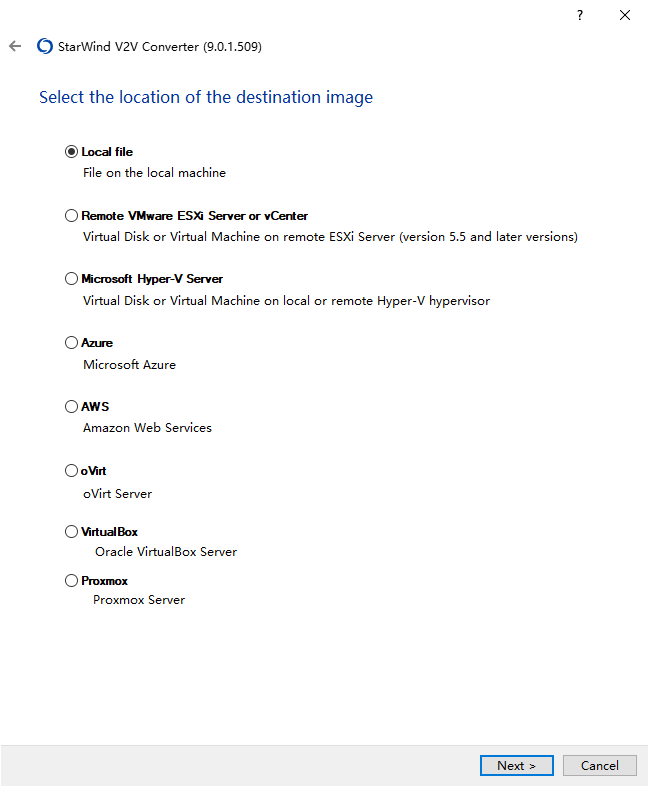 ?
StarWind V2V Converter (9.0.1.509)
Select the location of the destination image
Local file
File on the local machine
Remote VMware ESXi Server or vCenter
Virtual Disk or Virtual Machine on remote ESXi Server (version 5.5 and later versions)
Microsoft Hyper-V Server
Virtual Disk or Virtual Machine on local or remote Hyper-V hypervisor
Azure
Microsoft Azure
AWS
Amazon Web Services
oVirt
oVirt Server
VirtualBox
Oracle VirtualBox Server
Proxmox
Proxmox Server
Next > Cancel